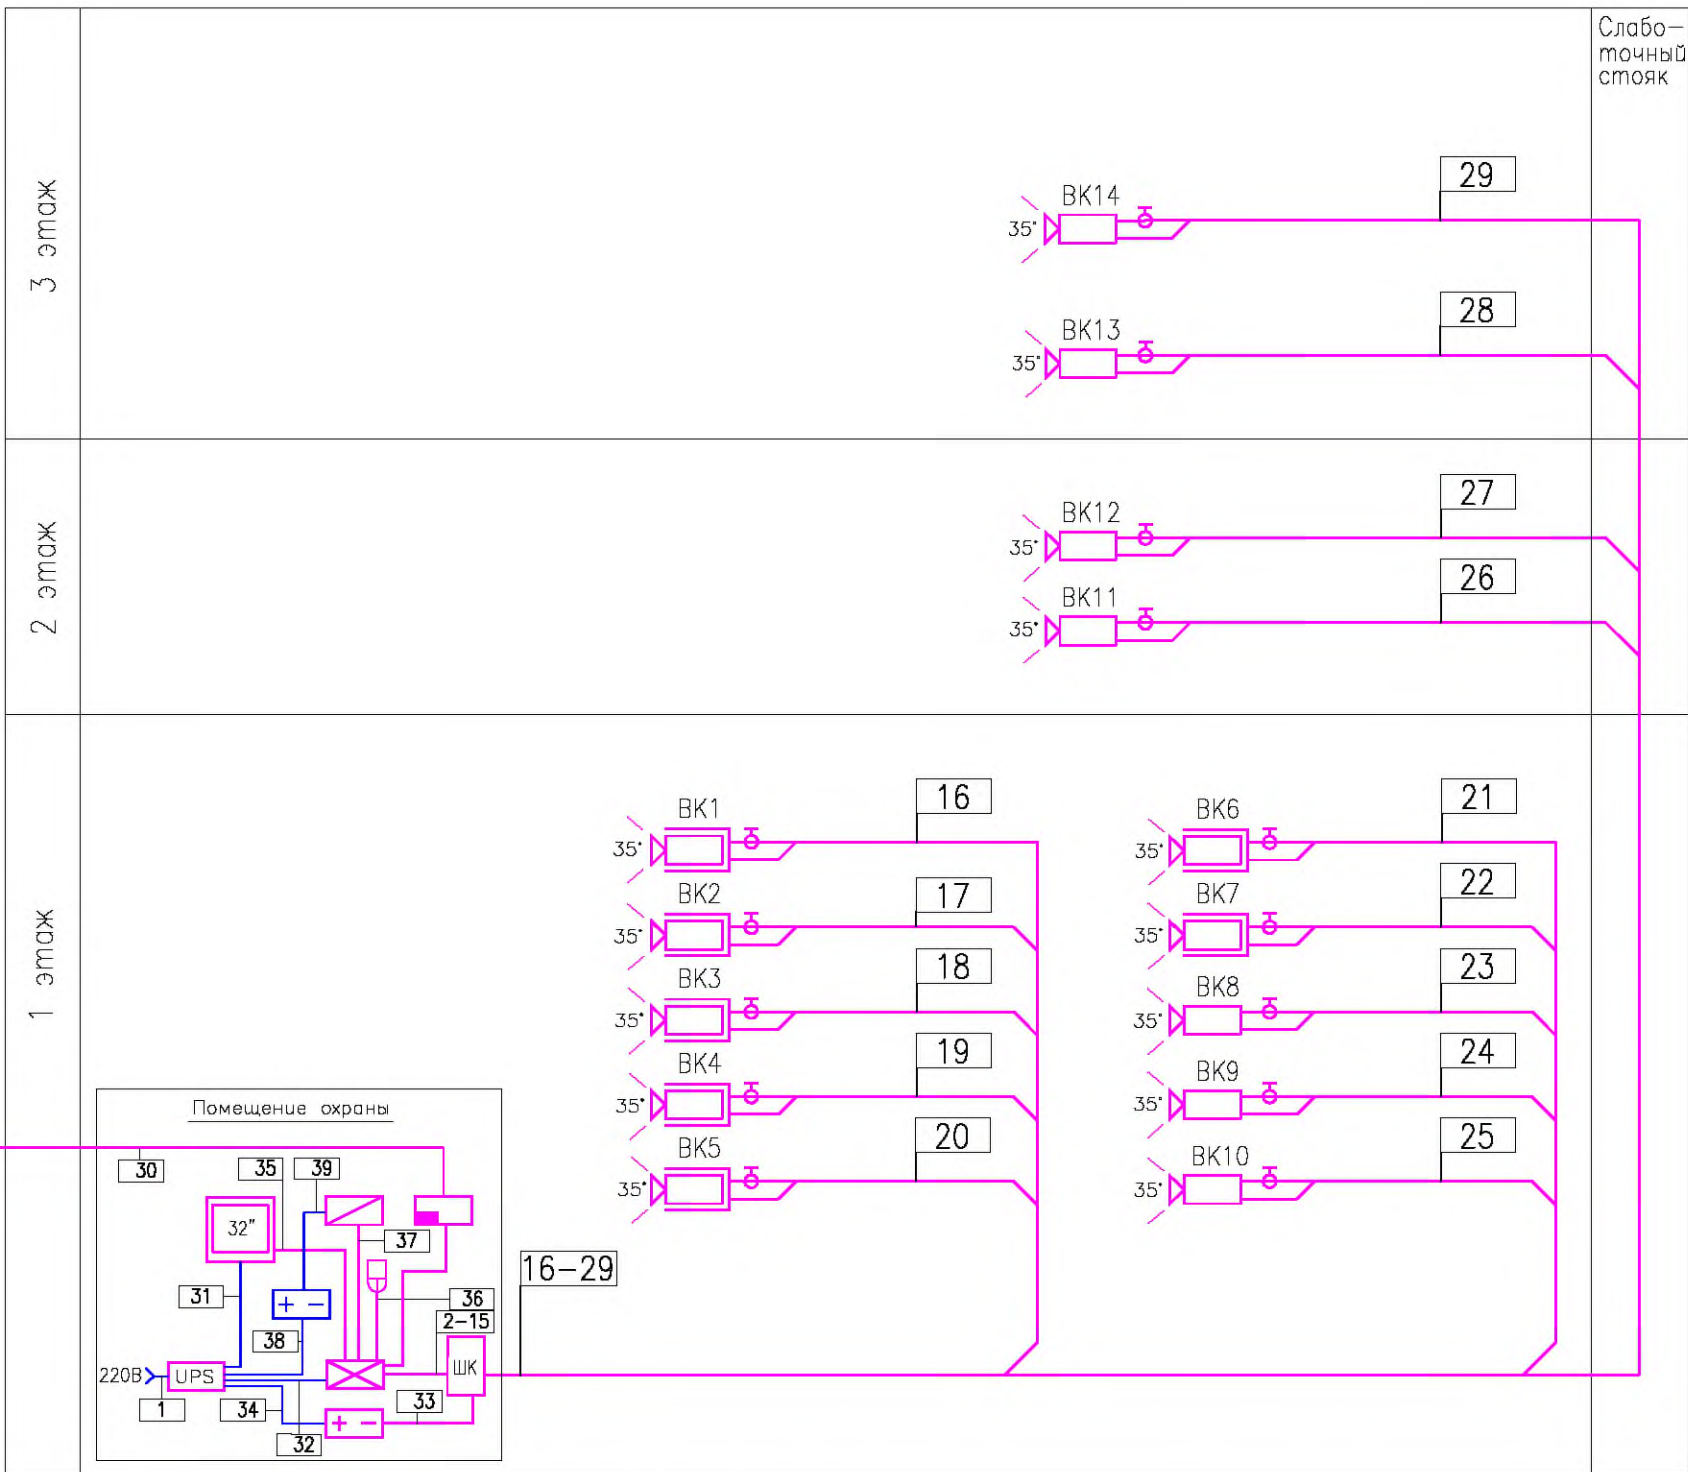 Слабо-
точный
стояк
3 этаж
29
ВК14
35°
28
ВК13
35°
2 этаж
27
ВК12
35°
26
ВК11
35°
1 этаж
16
ВК1
35°
17
ВК2
35°
18
ВК3
35°
19
ВК4
35°
20
ВК5
35°
21
ВК6
35°
22
ВК7
35°
23
ВК8
35°
24
ВК9
35°
25
ВК10
35°
Помещение охраны
30
35
39
32"
37
31
36
2-15
38
16-29
220В
UPS
ШК
1
34
33
32
+ -
+ -